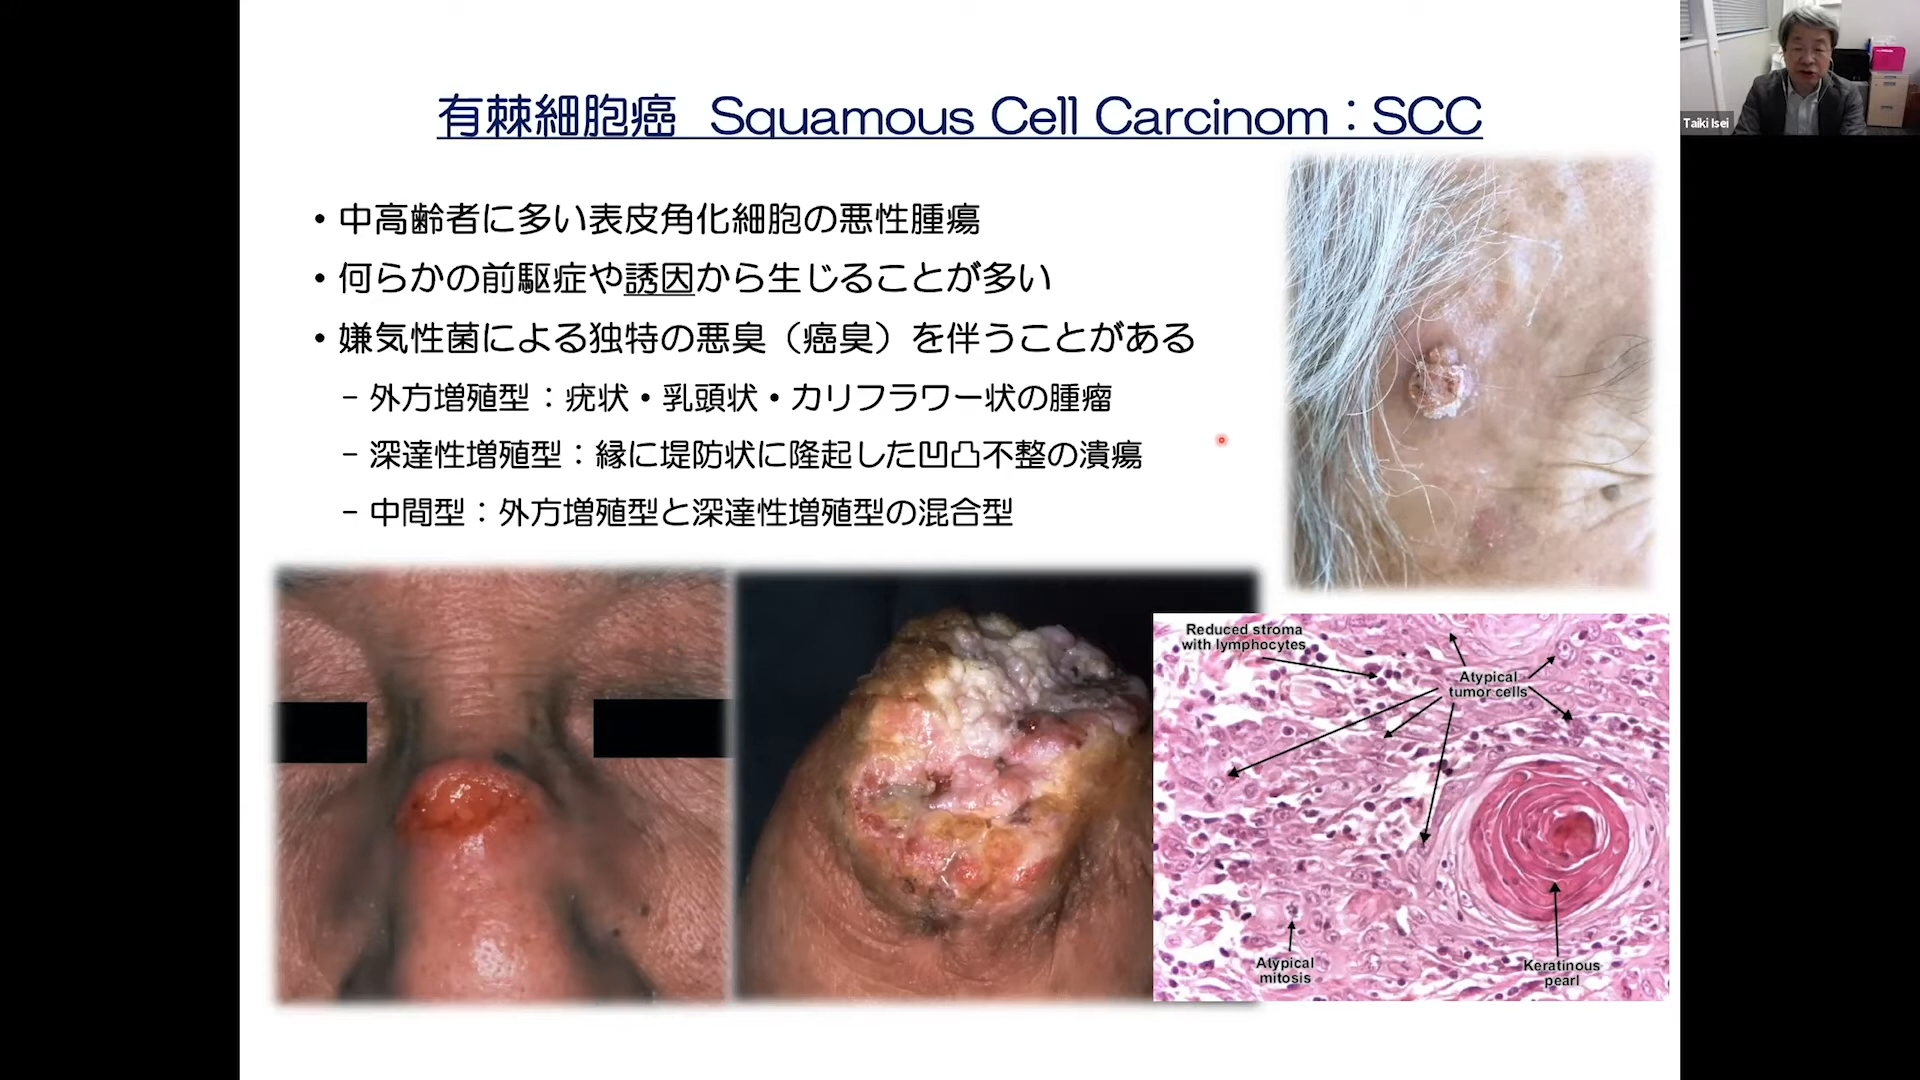 有棘細胞癌 Squamous Cell Carcinom：SCC
Taiki Isei
• 中高齢者に多い表皮角化細胞の悪性腫瘍
• 何らかの前駆症や誘因から生じることが多い
• 嫌気性菌による独特の悪臭（癌臭）を伴うことがある
– 外方増殖型：疣状・乳頭状・カリフラワー状の腫瘤
– 深達性増殖型：縁に堤防状に隆起した凹凸不整の潰瘍
– 中間型：外方増殖型と深達性増殖型の混合型
Reduced stroma
with lymphocytes
Atypical
tumor cells
Atypical
mitosis
Keratinous
pearl